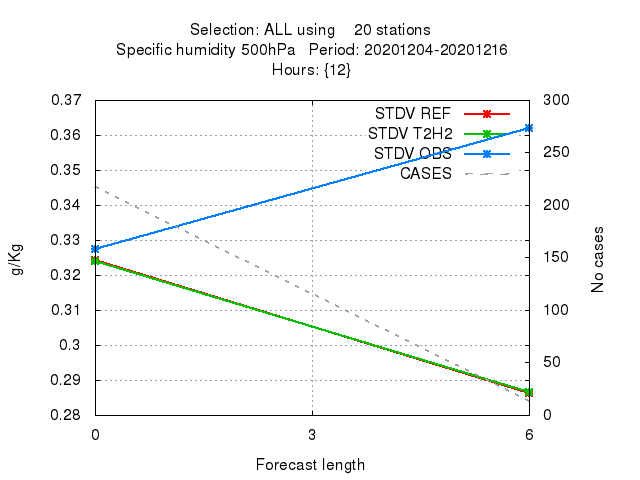 Selection: ALL using    20 stations
Specific humidity 500hPa   Period: 20201204-20201216
Hours: {12}
STDV REF
STDV T2H2
STDV OBS
CASES
0.37
0.36
0.35
0.34
0.33
0.32
0.31
0.3
0.29
0.28
g/Kg
300
250
200
150
100
50
0
No cases
0 3 6
Forecast length